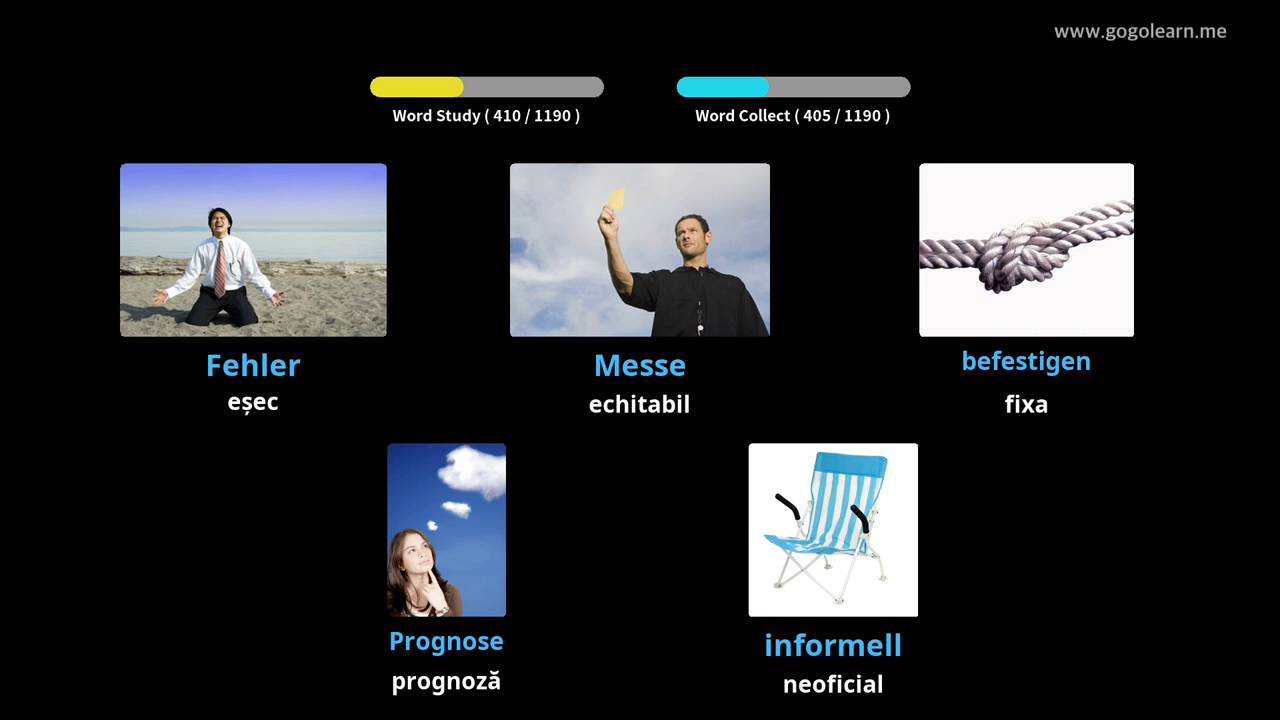 www.gogolearn.me
Word Study ( 410 / 1190 )
Word Collect ( 405 / 1190 )
Fehler
eșec
Messe
echitabil
befestigen
fixa
Prognose
prognoză
informell
neoficial